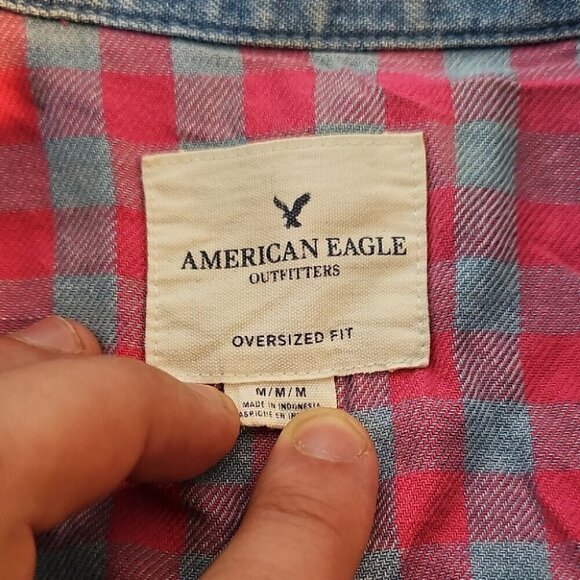 AMERICAN EAGLE
OUTFITTERS
OVERSIZED FIT
M/M/M
MADE IN INDONESIA